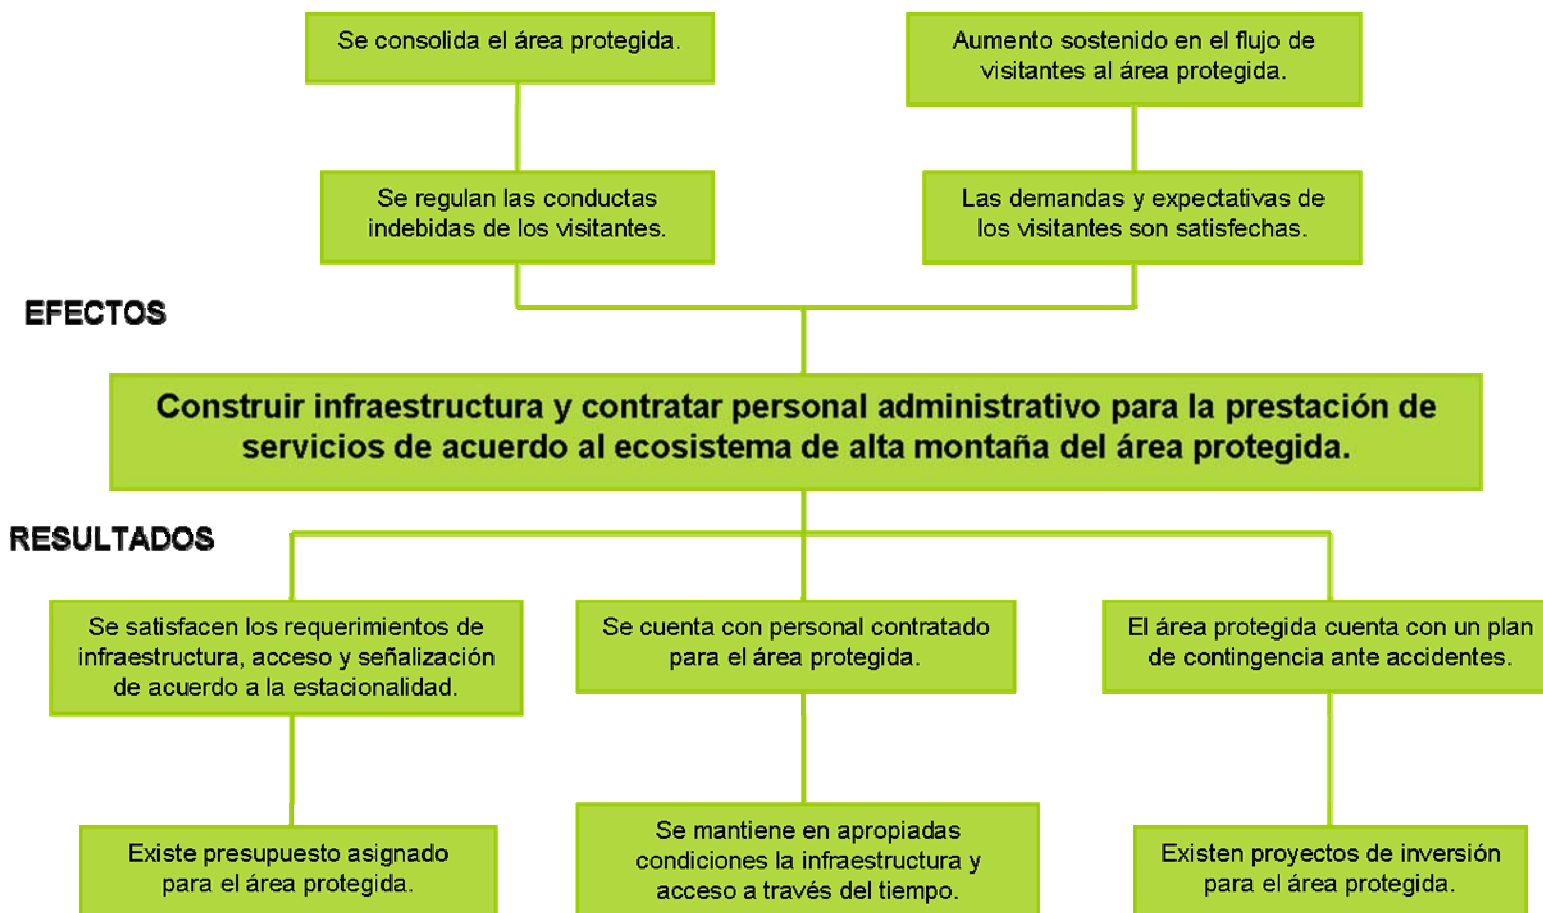 Se consolida el área protegida.
Aumento sostenido en el flujo de
visitantes al área protegida.
Se regulan las conductas
indebidas de los visitantes.
Las demandas y expectativas de
los visitantes son satisfechas.
EFECTOS
Construir infraestructura y contratar personal administrativo para la prestación de
servicios de acuerdo al ecosistema de alta montaña del área protegida.
RESULTADOS
Se satisfacen los requerimientos de
infraestructura, acceso y señalización
de acuerdo a la estacionalidad.
Se cuenta con personal contratado
para el área protegida.
El área protegida cuenta con un plan
de contingencia ante accidentes.
Existe presupuesto asignado
para el área protegida.
Se mantiene en apropiadas
condiciones la infraestructura y
acceso a través del tiempo.
Existen proyectos de inversión
para el área protegida.